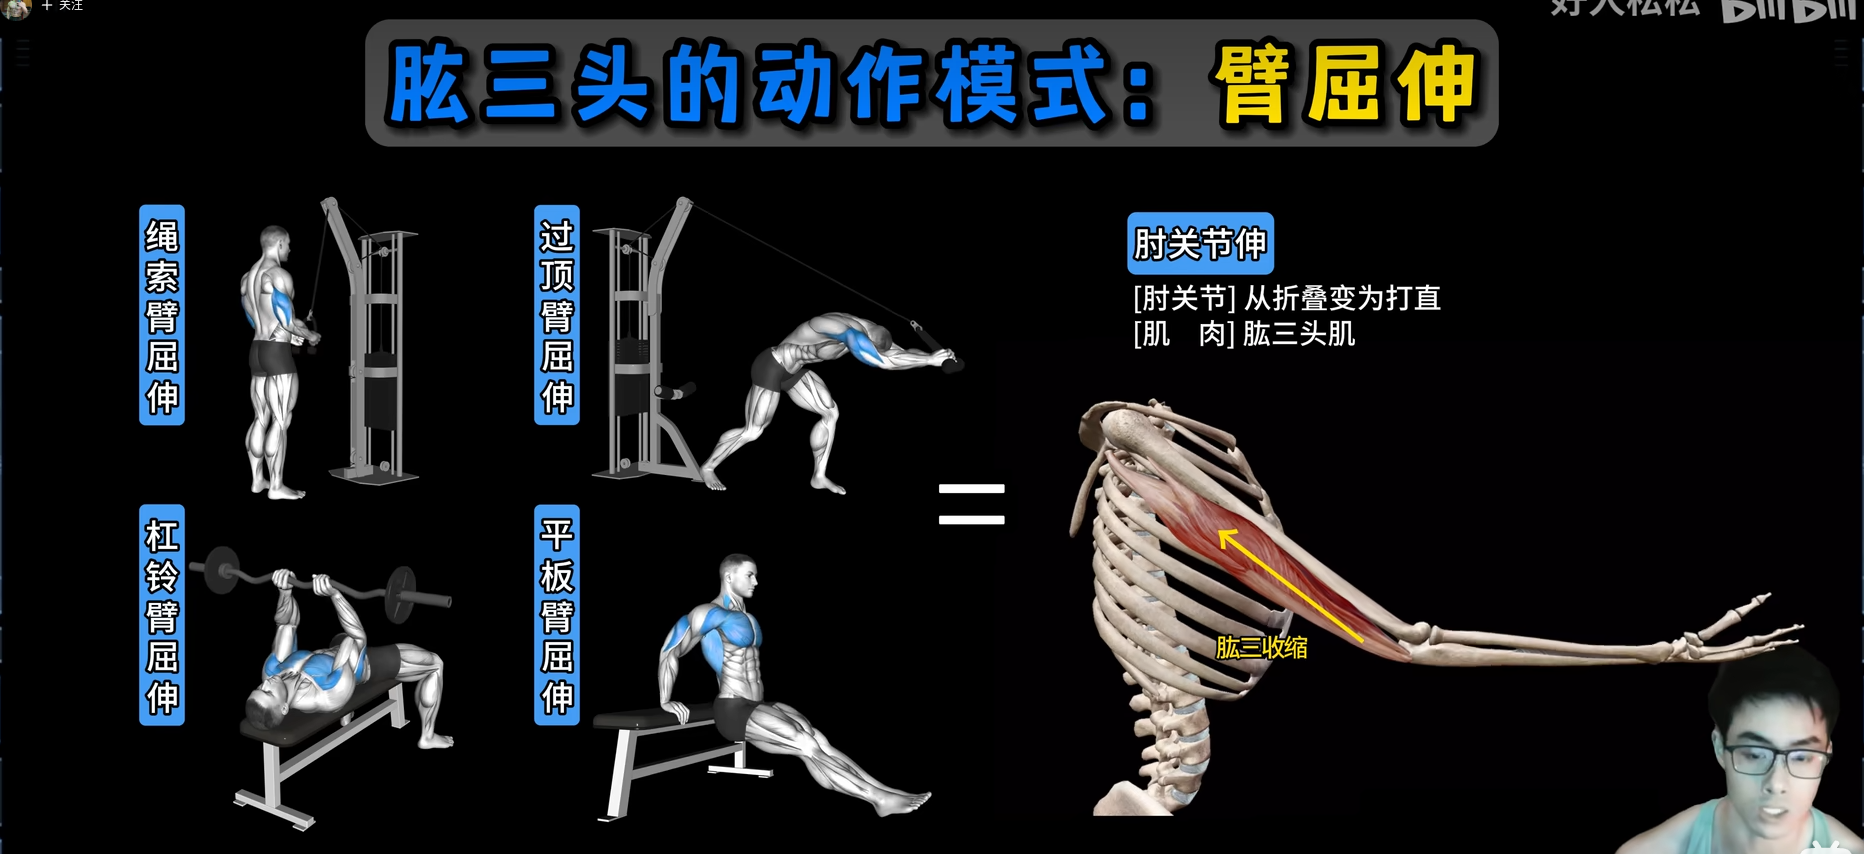 + 关注
好人松松 bilibili
肱三头的动作模式：臂屈伸
绳索臂屈伸
过顶臂屈伸
肘关节伸
[肘关节] 从折叠变为打直
[肌　肉] 肱三头肌
杠铃臂屈伸
平板臂屈伸
肱三收缩